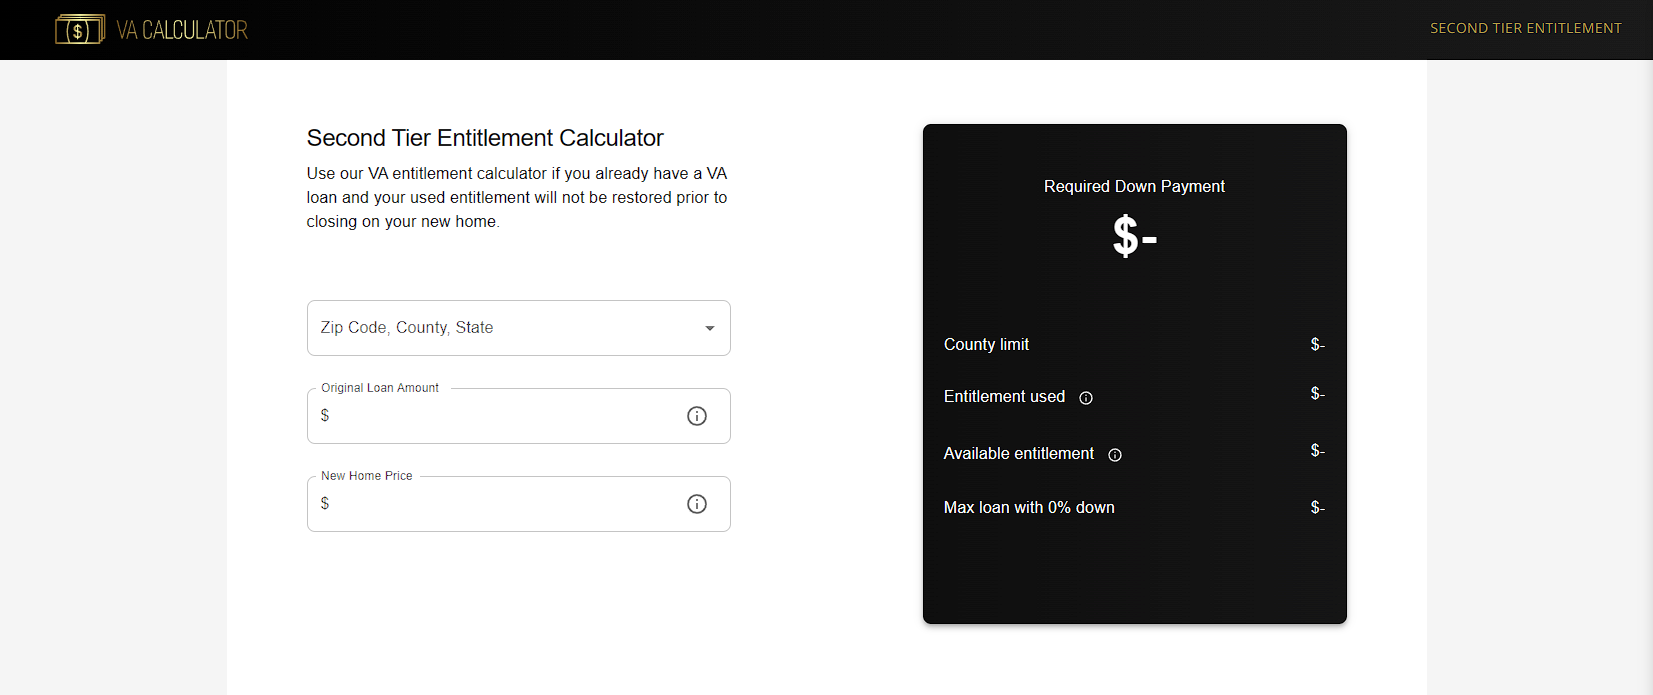 VA CALCULATOR
SECOND TIER ENTITLEMENT
Second Tier Entitlement Calculator
Use our VA entitlement calculator if you already have a VA
loan and your used entitlement will not be restored prior to
closing on your new home.
Zip Code, County, State
Original Loan Amount
$
New Home Price
$
Required Down Payment
$-
County limit $-
Entitlement used $-
Available entitlement $-
Max loan with 0% down $-